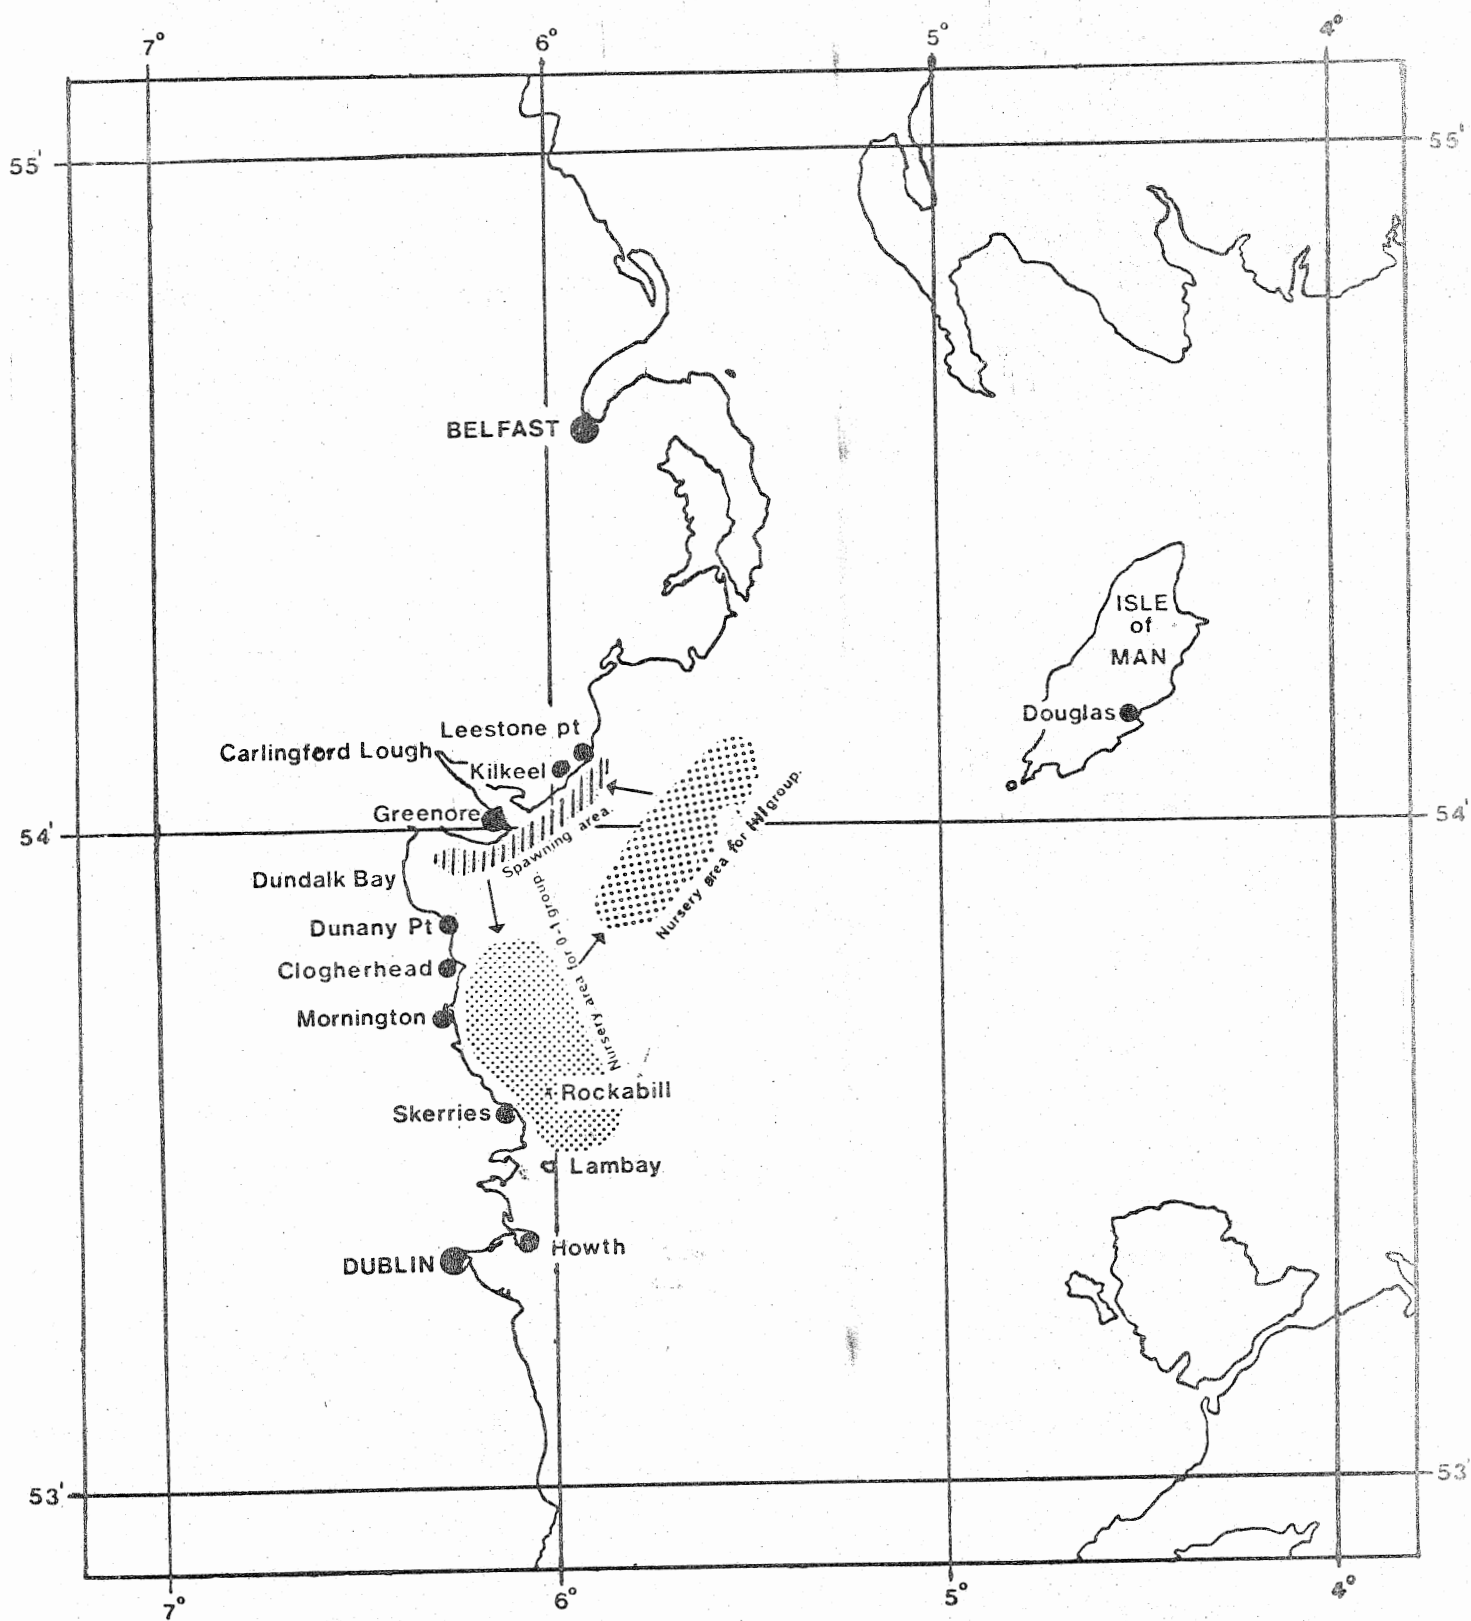 7°
6°
5°
4°
55'
55'
BELFAST
ISLE
of
MAN
Douglas
Leestone pt
Carlingford Lough
Kilkeel
Greenore
54'
54'
Spawning area.
Nursery area for group.
Dundalk Bay
Nursery area for 0-1 group.
Dunany Pt
Clogherhead
Mornington
Rockabill
Skerries
Lambay
Howth
DUBLIN
53'
53'
7°
6°
5°
4°